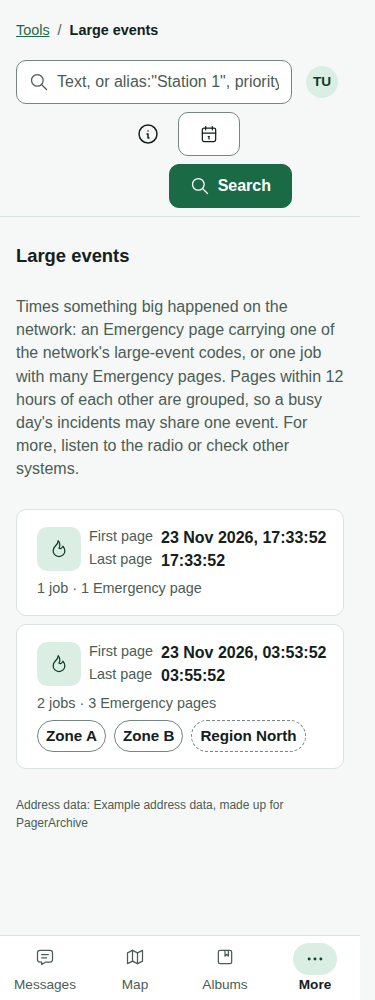 Tools / Large events
Text, or alias:"Station 1", priority
TU
Search
Large events
Times something big happened on the
network: an Emergency page carrying one of
the network's large-event codes, or one job
with many Emergency pages. Pages within 12
hours of each other are grouped, so a busy
day's incidents may share one event. For
more, listen to the radio or check other
systems.
First page 23 Nov 2026, 17:33:52
Last page 17:33:52
1 job · 1 Emergency page
First page 23 Nov 2026, 03:53:52
Last page 03:55:52
2 jobs · 3 Emergency pages
Zone A Zone B Region North
Address data: Example address data, made up for
PagerArchive
Messages Map Albums More